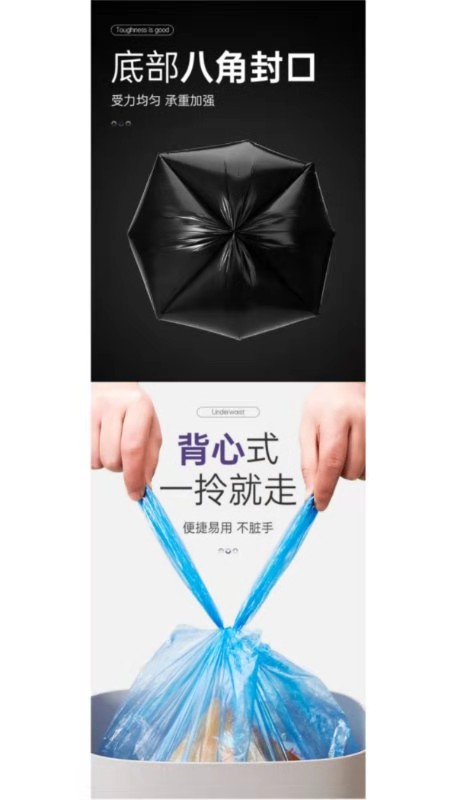 Toughness is good
底部八角封口
受力均匀 承重加强
Underwaist
背心式
一拎就走
便捷易用 不脏手